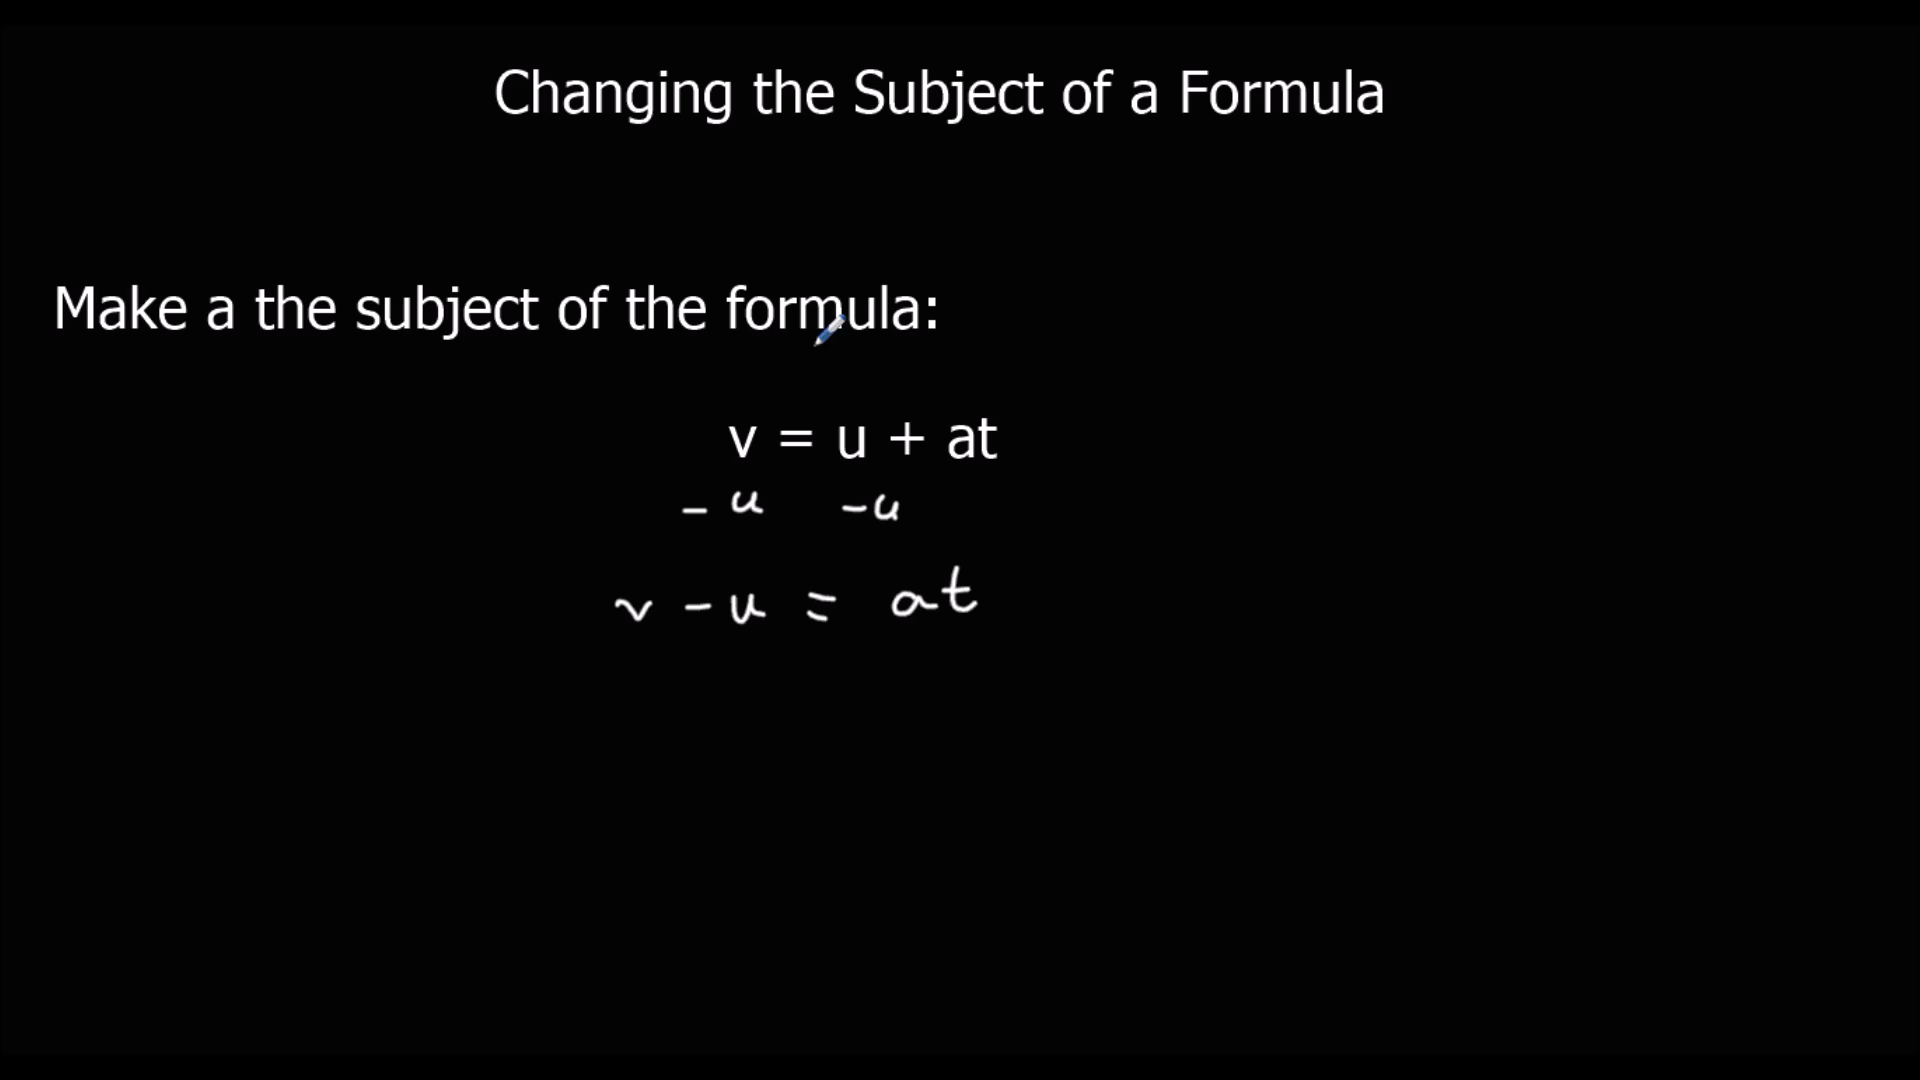 Changing the Subject of a Formula
Make a the subject of the formula:
v = u + at
- u -u
v - u = at